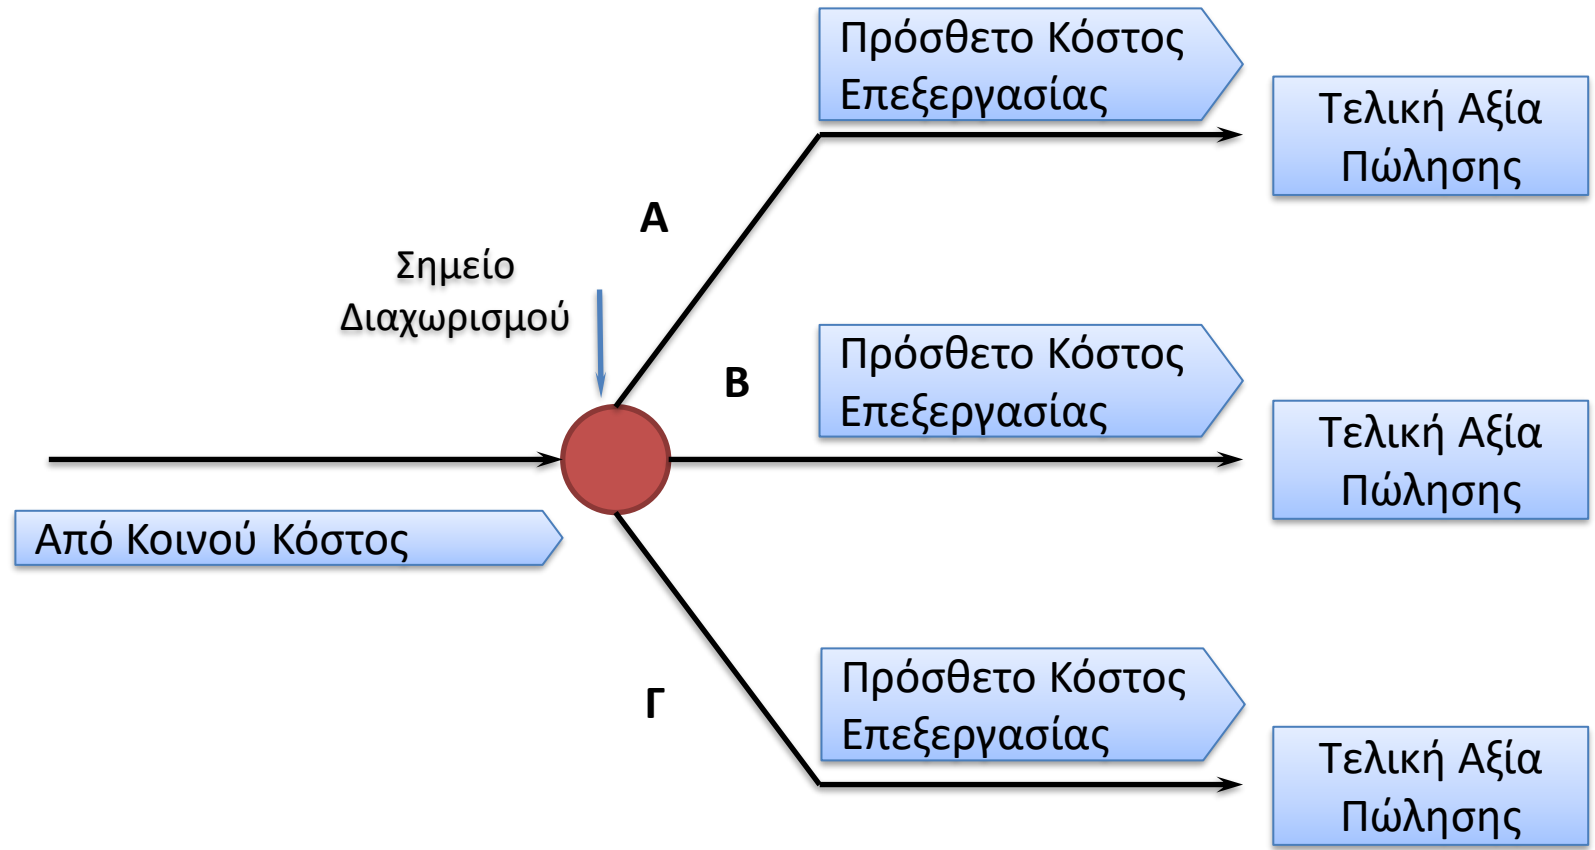 Πρόσθετο Κόστος
Επεξεργασίας
Τελική Αξία
Πώλησης
Α
Σημείο
Διαχωρισμού
Β
Πρόσθετο Κόστος
Επεξεργασίας
Τελική Αξία
Πώλησης
Από Κοινού Κόστος
Γ
Πρόσθετο Κόστος
Επεξεργασίας
Τελική Αξία
Πώλησης